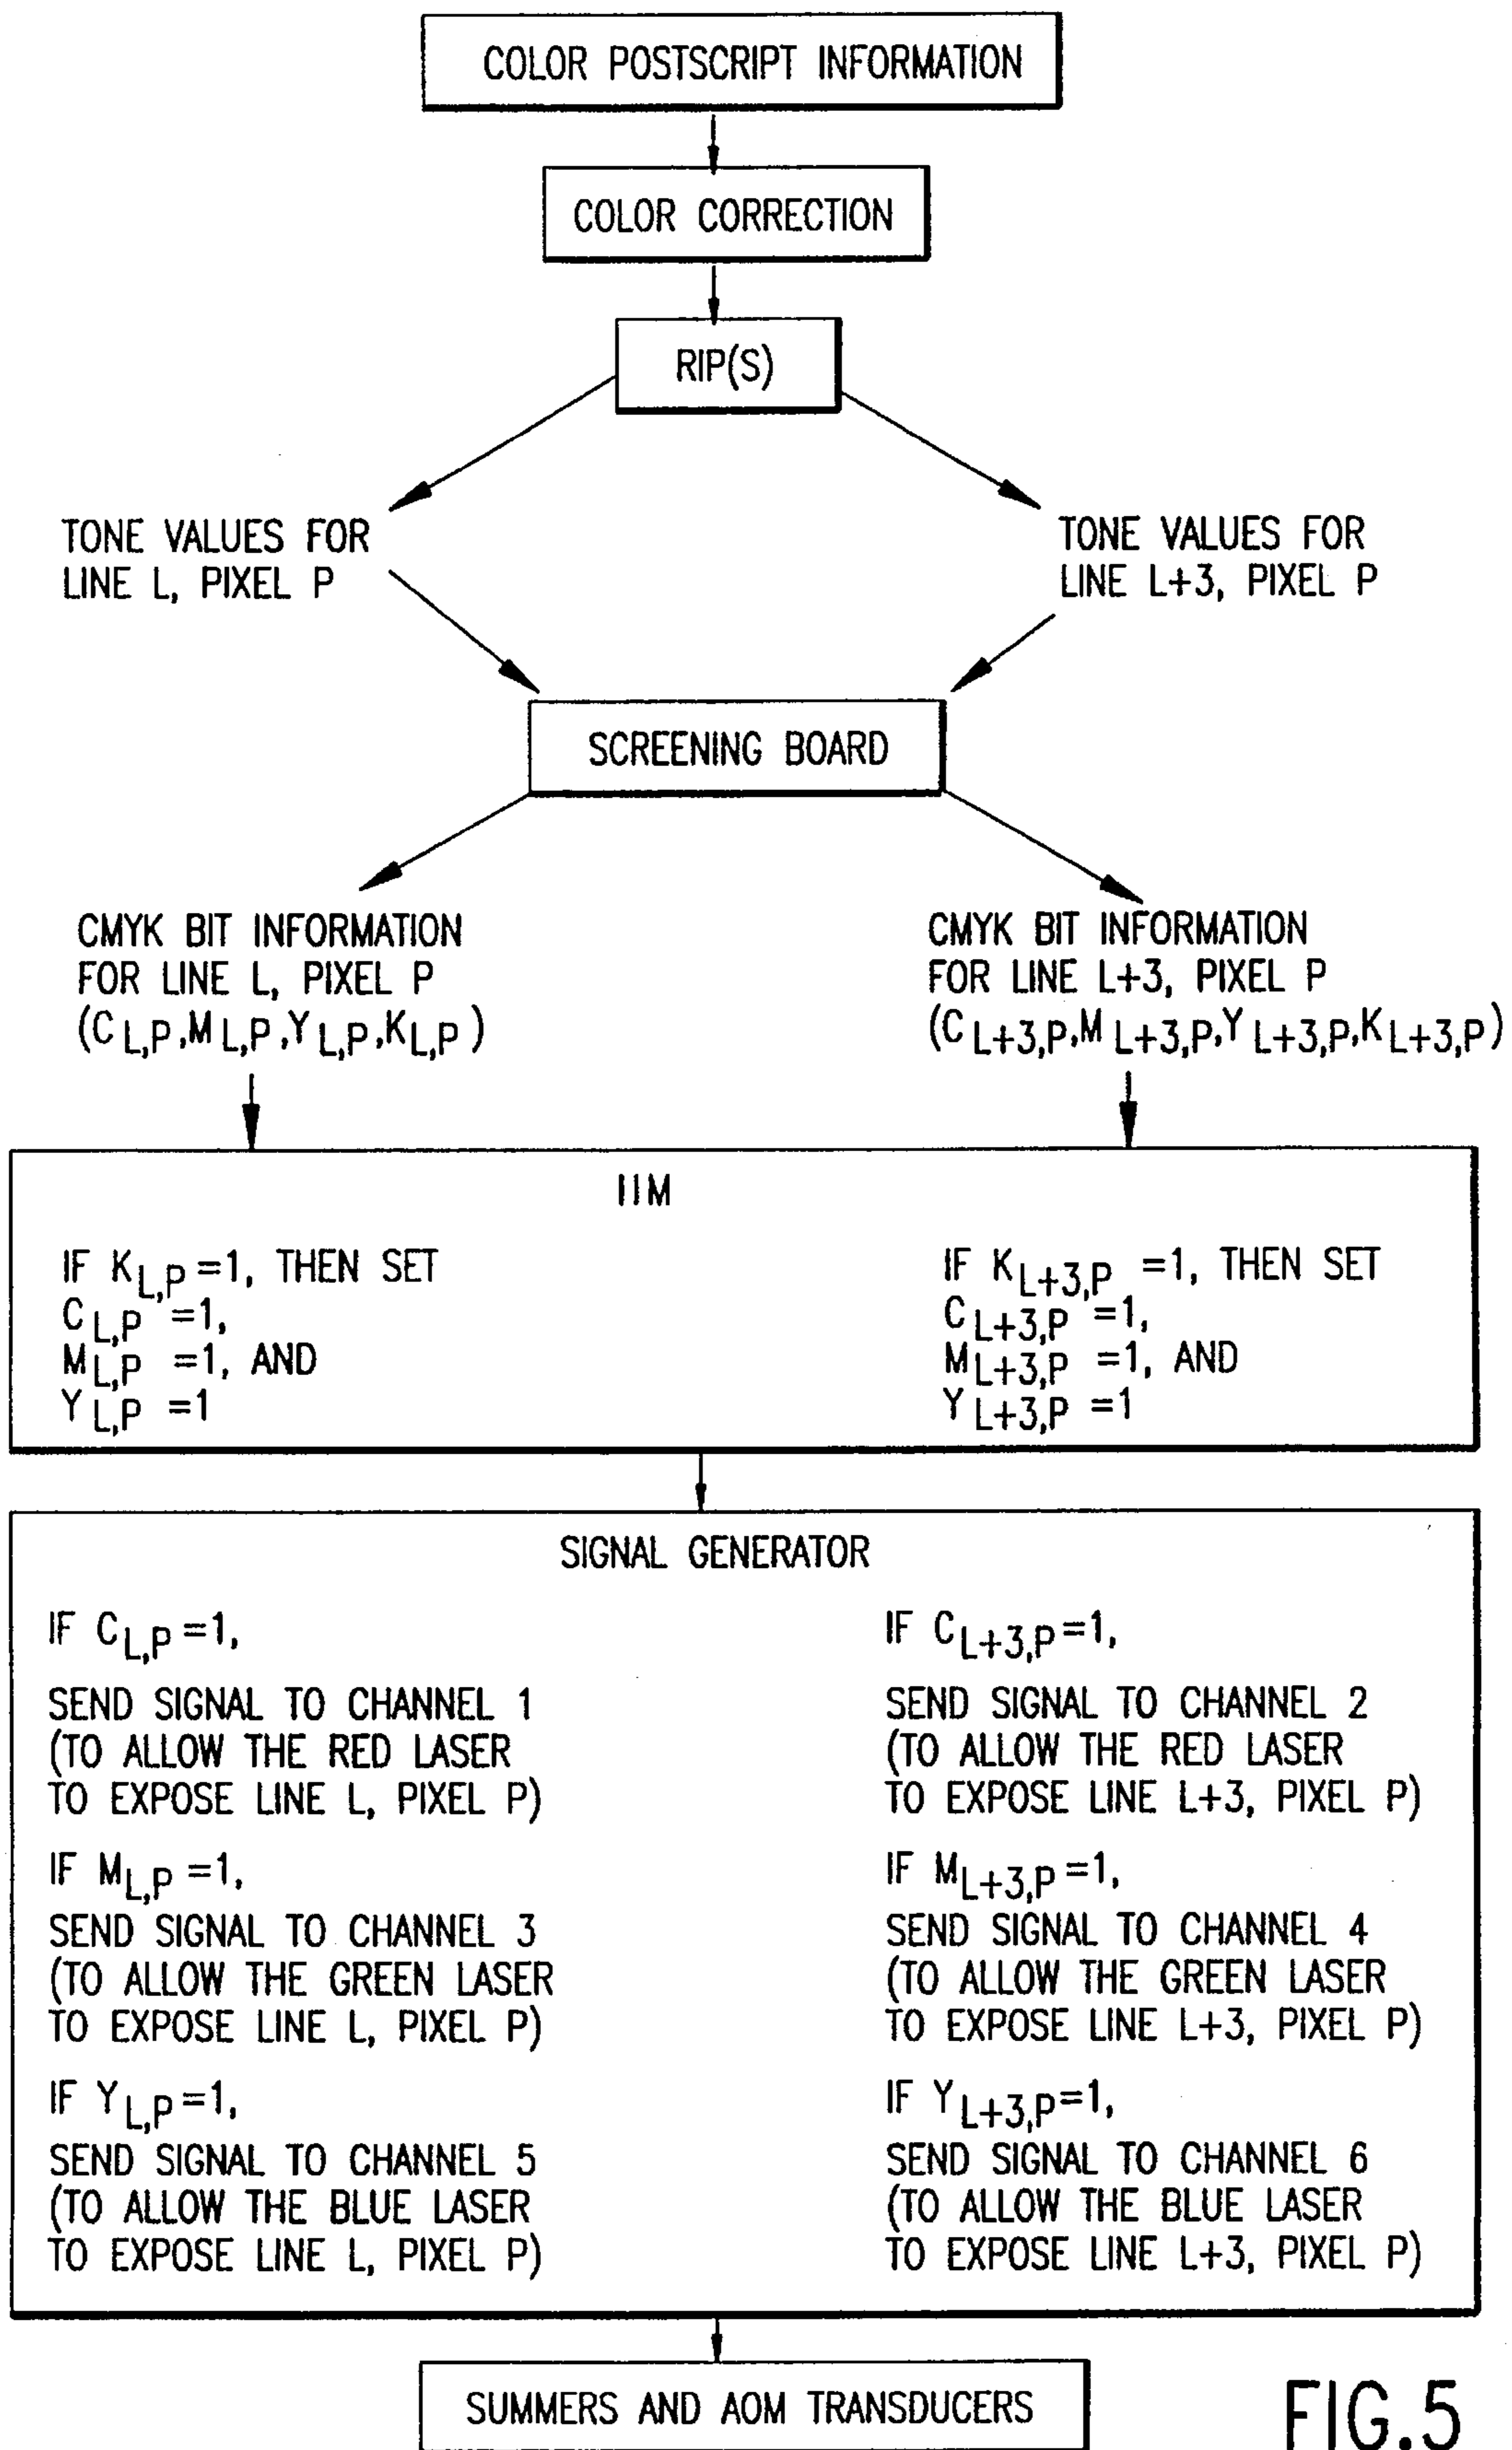 COLOR POSTSCRIPT INFORMATION
COLOR CORRECTION
RIP(S)
TONE VALUES FOR
LINE L, PIXEL P
TONE VALUES FOR
LINE L+3, PIXEL P
SCREENING BOARD
CMYK BIT INFORMATION
FOR LINE L, PIXEL P
(C L,P,M L,P,Y L,P,K L,P)
CMYK BIT INFORMATION
FOR LINE L+3, PIXEL P
(C L+3,P,M L+3,P,Y L+3,P,K L+3,P)
IIM
IF K L,P =1, THEN SET
C L,P =1,
M L,P =1, AND
Y L,P =1
IF K L+3,P =1, THEN SET
C L+3,P =1,
M L+3,P =1, AND
Y L+3,P =1
SIGNAL GENERATOR
IF C L,P =1,
SEND SIGNAL TO CHANNEL 1
(TO ALLOW THE RED LASER
TO EXPOSE LINE L, PIXEL P)
IF M L,P =1,
SEND SIGNAL TO CHANNEL 3
(TO ALLOW THE GREEN LASER
TO EXPOSE LINE L, PIXEL P)
IF Y L,P =1,
SEND SIGNAL TO CHANNEL 5
(TO ALLOW THE BLUE LASER
TO EXPOSE LINE L, PIXEL P)
IF C L+3,P =1,
SEND SIGNAL TO CHANNEL 2
(TO ALLOW THE RED LASER
TO EXPOSE LINE L+3, PIXEL P)
IF M L+3,P =1,
SEND SIGNAL TO CHANNEL 4
(TO ALLOW THE GREEN LASER
TO EXPOSE LINE L+3, PIXEL P)
IF Y L+3,P =1,
SEND SIGNAL TO CHANNEL 6
(TO ALLOW THE BLUE LASER
TO EXPOSE LINE L+3, PIXEL P)
SUMMERS AND AOM TRANSDUCERS
FIG.5